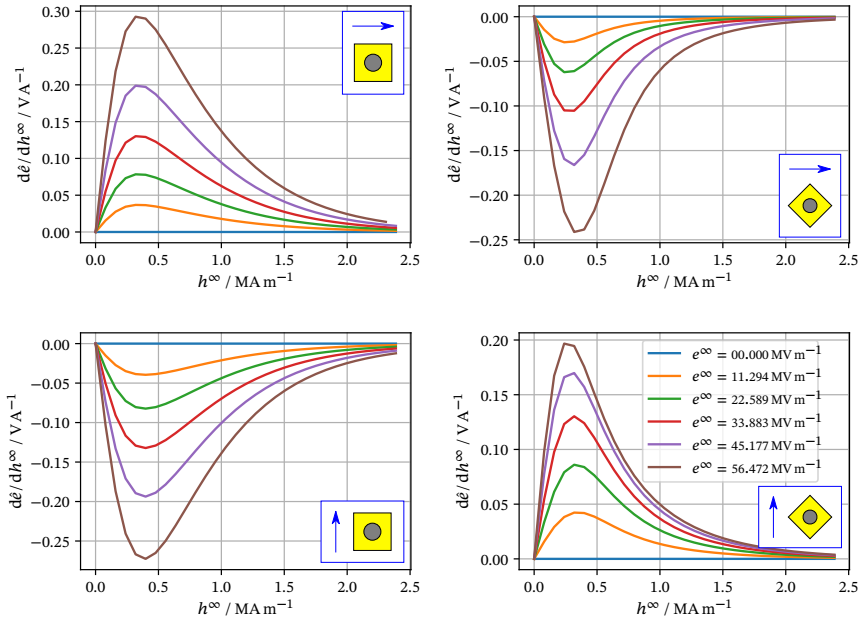 0.30
0.25
0.20
0.15
0.10
0.05
0.00
dê/dh∞ / V A−1
0.0 0.5 1.0 1.5 2.0 2.5
h∞ / MA m−1
0.00
−0.05
−0.10
−0.15
−0.20
−0.25
dê/dh∞ / V A−1
0.0 0.5 1.0 1.5 2.0 2.5
h∞ / MA m−1
0.00
−0.05
−0.10
−0.15
−0.20
−0.25
dê/dh∞ / V A−1
0.0 0.5 1.0 1.5 2.0 2.5
h∞ / MA m−1
0.20
0.15
0.10
0.05
0.00
dê/dh∞ / V A−1
e∞ = 00.000 MV m−1
e∞ = 11.294 MV m−1
e∞ = 22.589 MV m−1
e∞ = 33.883 MV m−1
e∞ = 45.177 MV m−1
e∞ = 56.472 MV m−1
0.0 0.5 1.0 1.5 2.0 2.5
h∞ / MA m−1